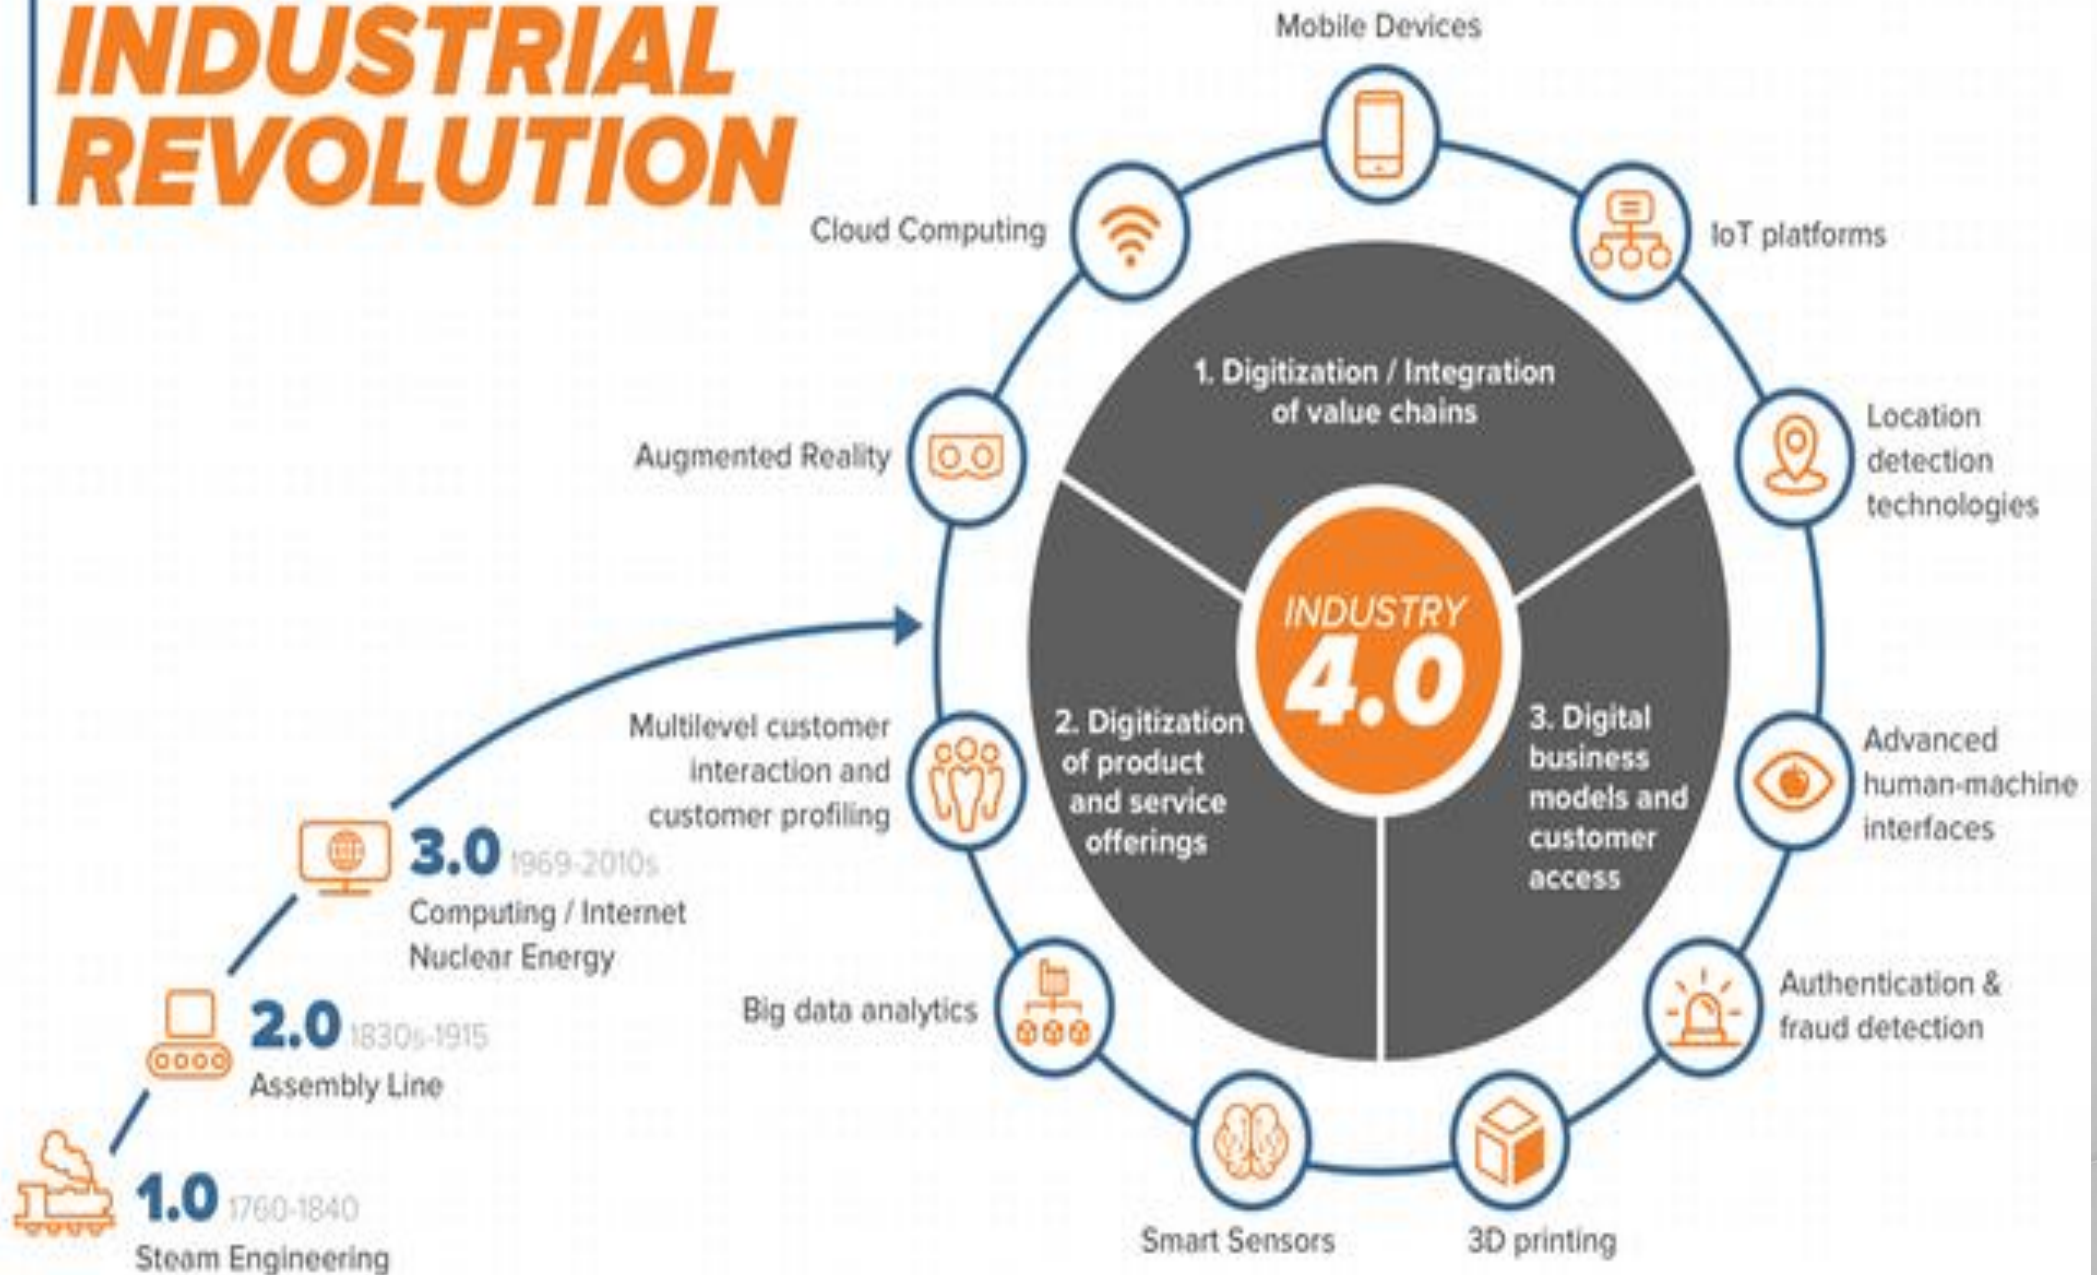 INDUSTRIAL
REVOLUTION
Mobile Devices
Cloud Computing
IoT platforms
Augmented Reality
Location
detection
technologies
1. Digitization / Integration
of value chains
INDUSTRY
4.0
2. Digitization
of product
and service
offerings
3. Digital
business
models and
customer
access
Multilevel customer
interaction and
customer profiling
Advanced
human-machine
interfaces
Big data analytics
Authentication &
fraud detection
Smart Sensors
3D printing
3.0 1969-2010s
Computing / Internet
Nuclear Energy
2.0 1830s-1915
Assembly Line
1.0 1760-1840
Steam Engineering